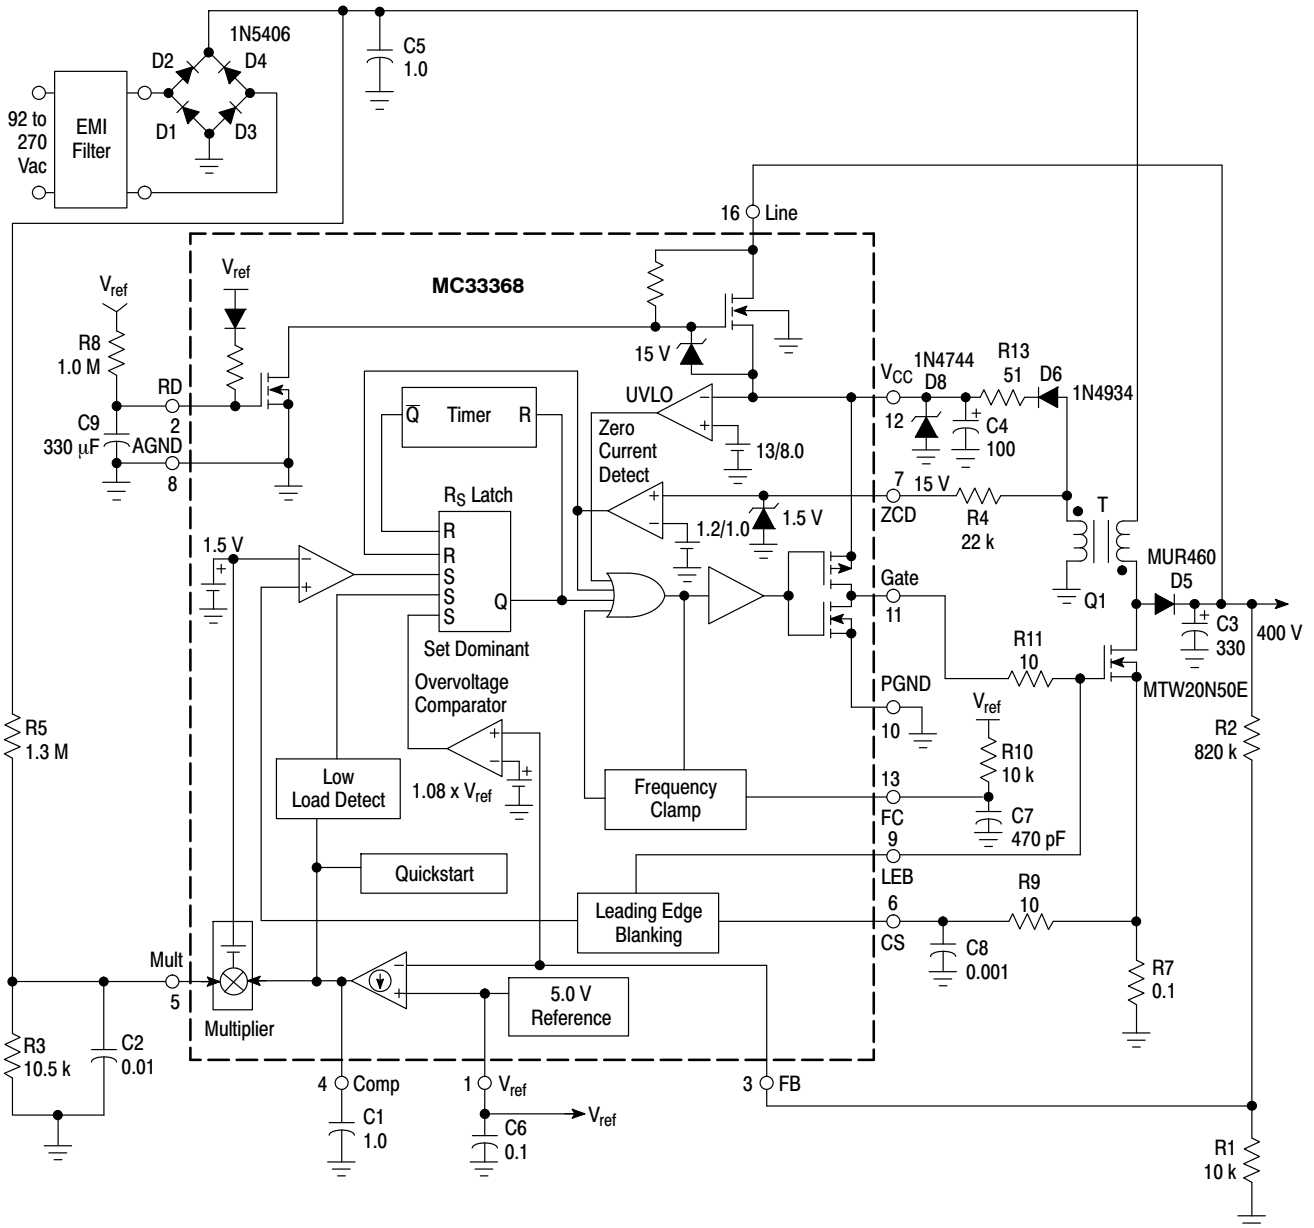 1N5406
D2
D4
D1
D3
C5
1.0
92 to
270
Vac
EMI
Filter
16
Line
MC33368
Vref
Vref
R8
1.0 M
RD
2
C9
330 μF
AGND
8
15 V
UVLO
VCC
12
1N4744
D8
R13
51
D6
1N4934
C4
100
+
Q̅
Timer
R
Zero
Current
Detect
−
+
13/8.0
7
15 V
ZCD
R4
22 k
T
RS Latch
R
R
S
S
S
Q
Set Dominant
+
−
1.2/1.0
1.5 V
1.5 V
+
−
+
Gate
11
MUR460
D5
Q1
+
C3
330
400 V
R11
10
MTW20N50E
PGND
10
Overvoltage
Comparator
+
−
+
1.08 x Vref
Low
Load Detect
Frequency
Clamp
13
FC
Vref
R10
10 k
C7
470 pF
R5
1.3 M
R2
820 k
Quickstart
9
LEB
Leading Edge
Blanking
6
CS
R9
10
C8
0.001
R7
0.1
Mult
5
Multiplier
−
+
5.0 V
Reference
R3
10.5 k
C2
0.01
4
Comp
1
Vref
3
FB
C1
1.0
C6
0.1
Vref
R1
10 k